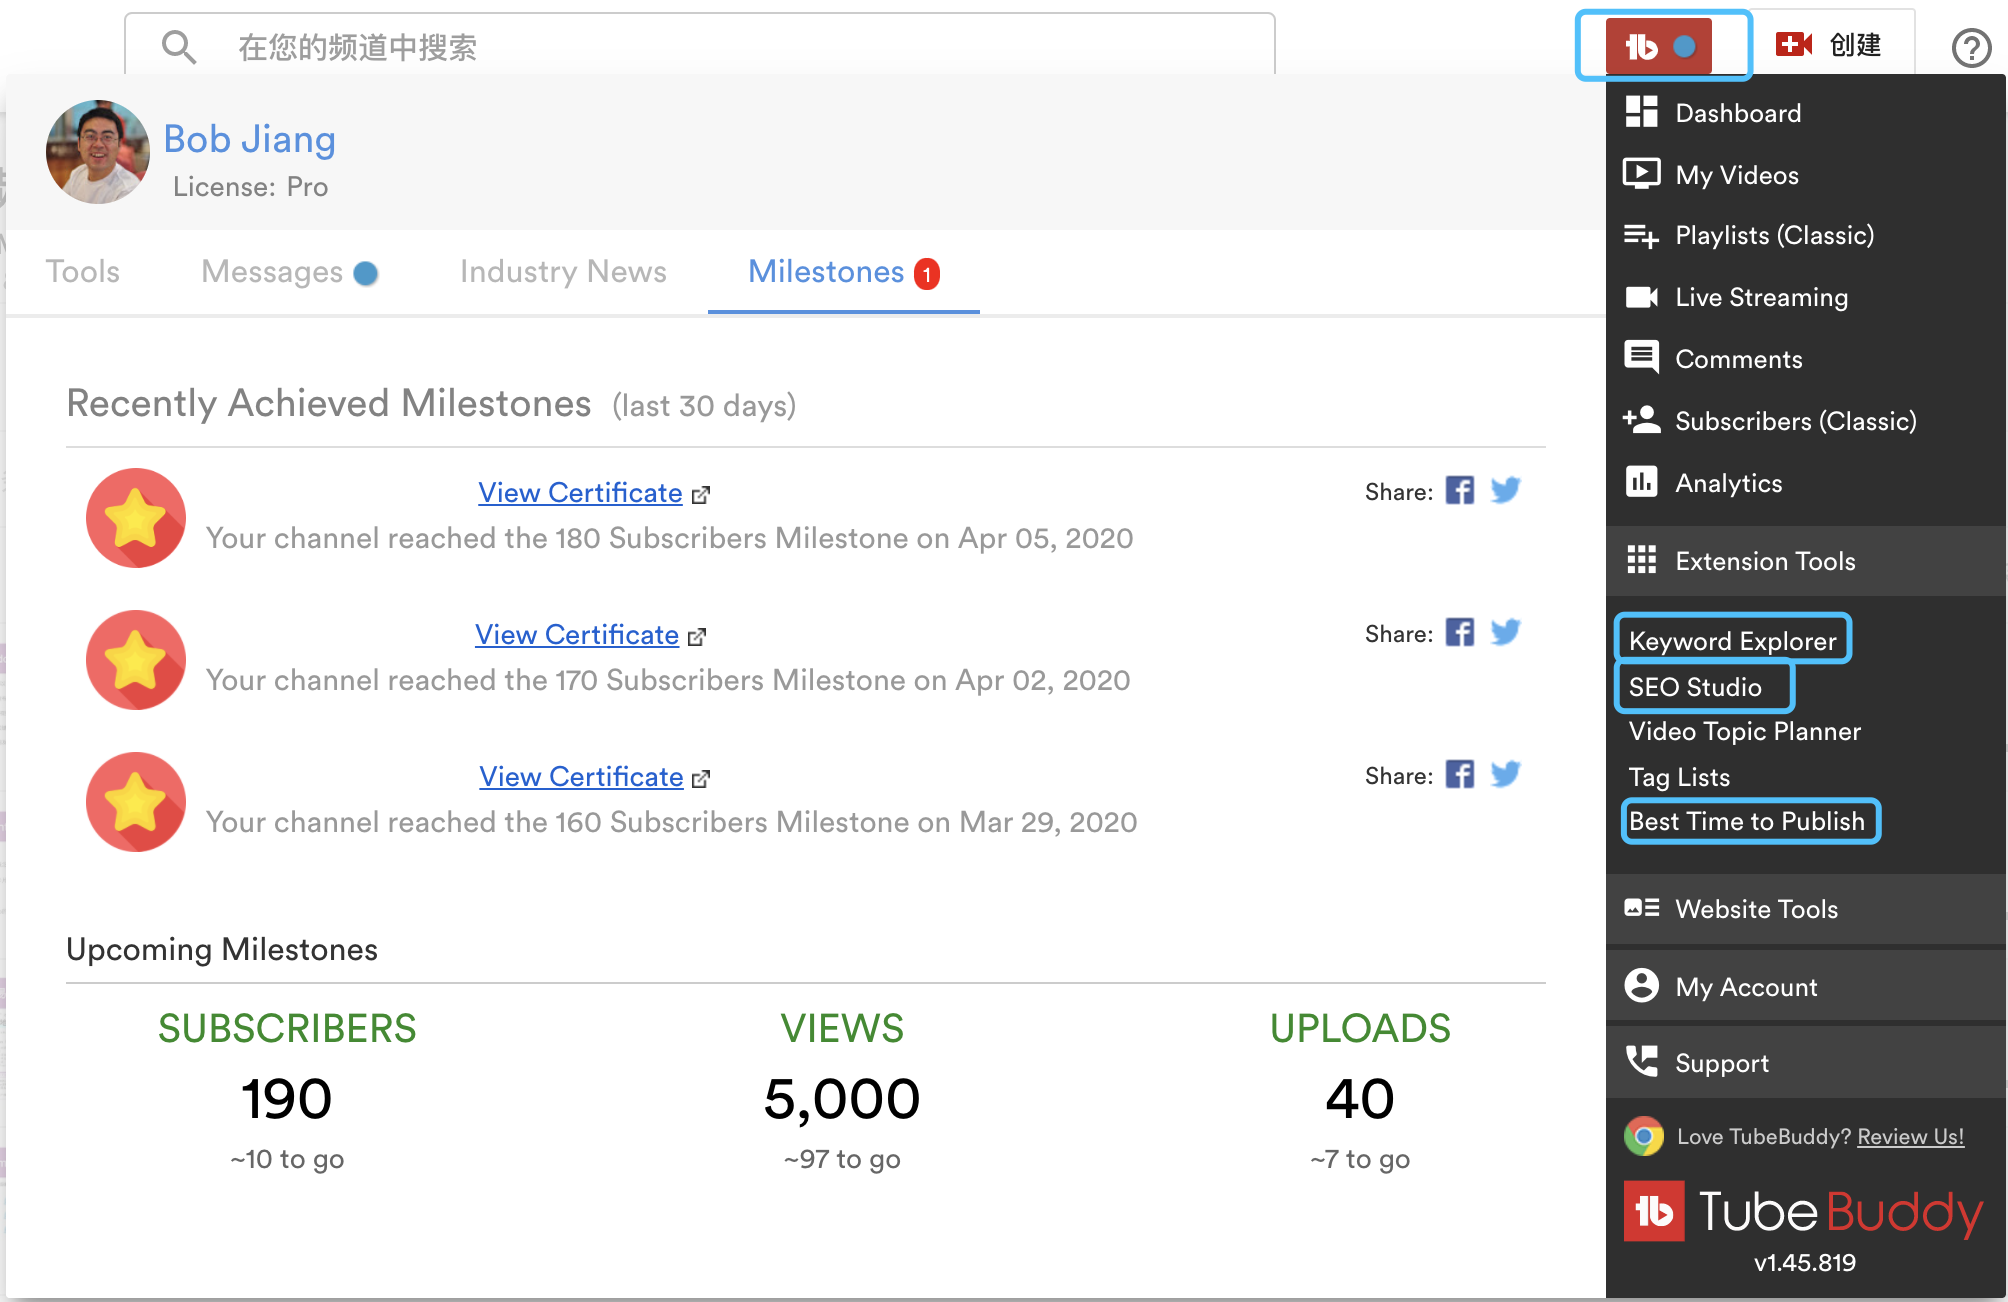 在您的频道中搜索
创建
Bob Jiang
License: Pro
Tools
Messages
Industry News
Milestones 1
Recently Achieved Milestones (last 30 days)
View Certificate
Share:
Your channel reached the 180 Subscribers Milestone on Apr 05, 2020
View Certificate
Share:
Your channel reached the 170 Subscribers Milestone on Apr 02, 2020
View Certificate
Share:
Your channel reached the 160 Subscribers Milestone on Mar 29, 2020
Upcoming Milestones
SUBSCRIBERS
190
~10 to go
VIEWS
5,000
~97 to go
UPLOADS
40
~7 to go
Dashboard
My Videos
Playlists (Classic)
Live Streaming
Comments
Subscribers (Classic)
Analytics
Extension Tools
Keyword Explorer
SEO Studio
Video Topic Planner
Tag Lists
Best Time to Publish
Website Tools
My Account
Support
Love TubeBuddy? Review Us!
TubeBuddy
v1.45.819